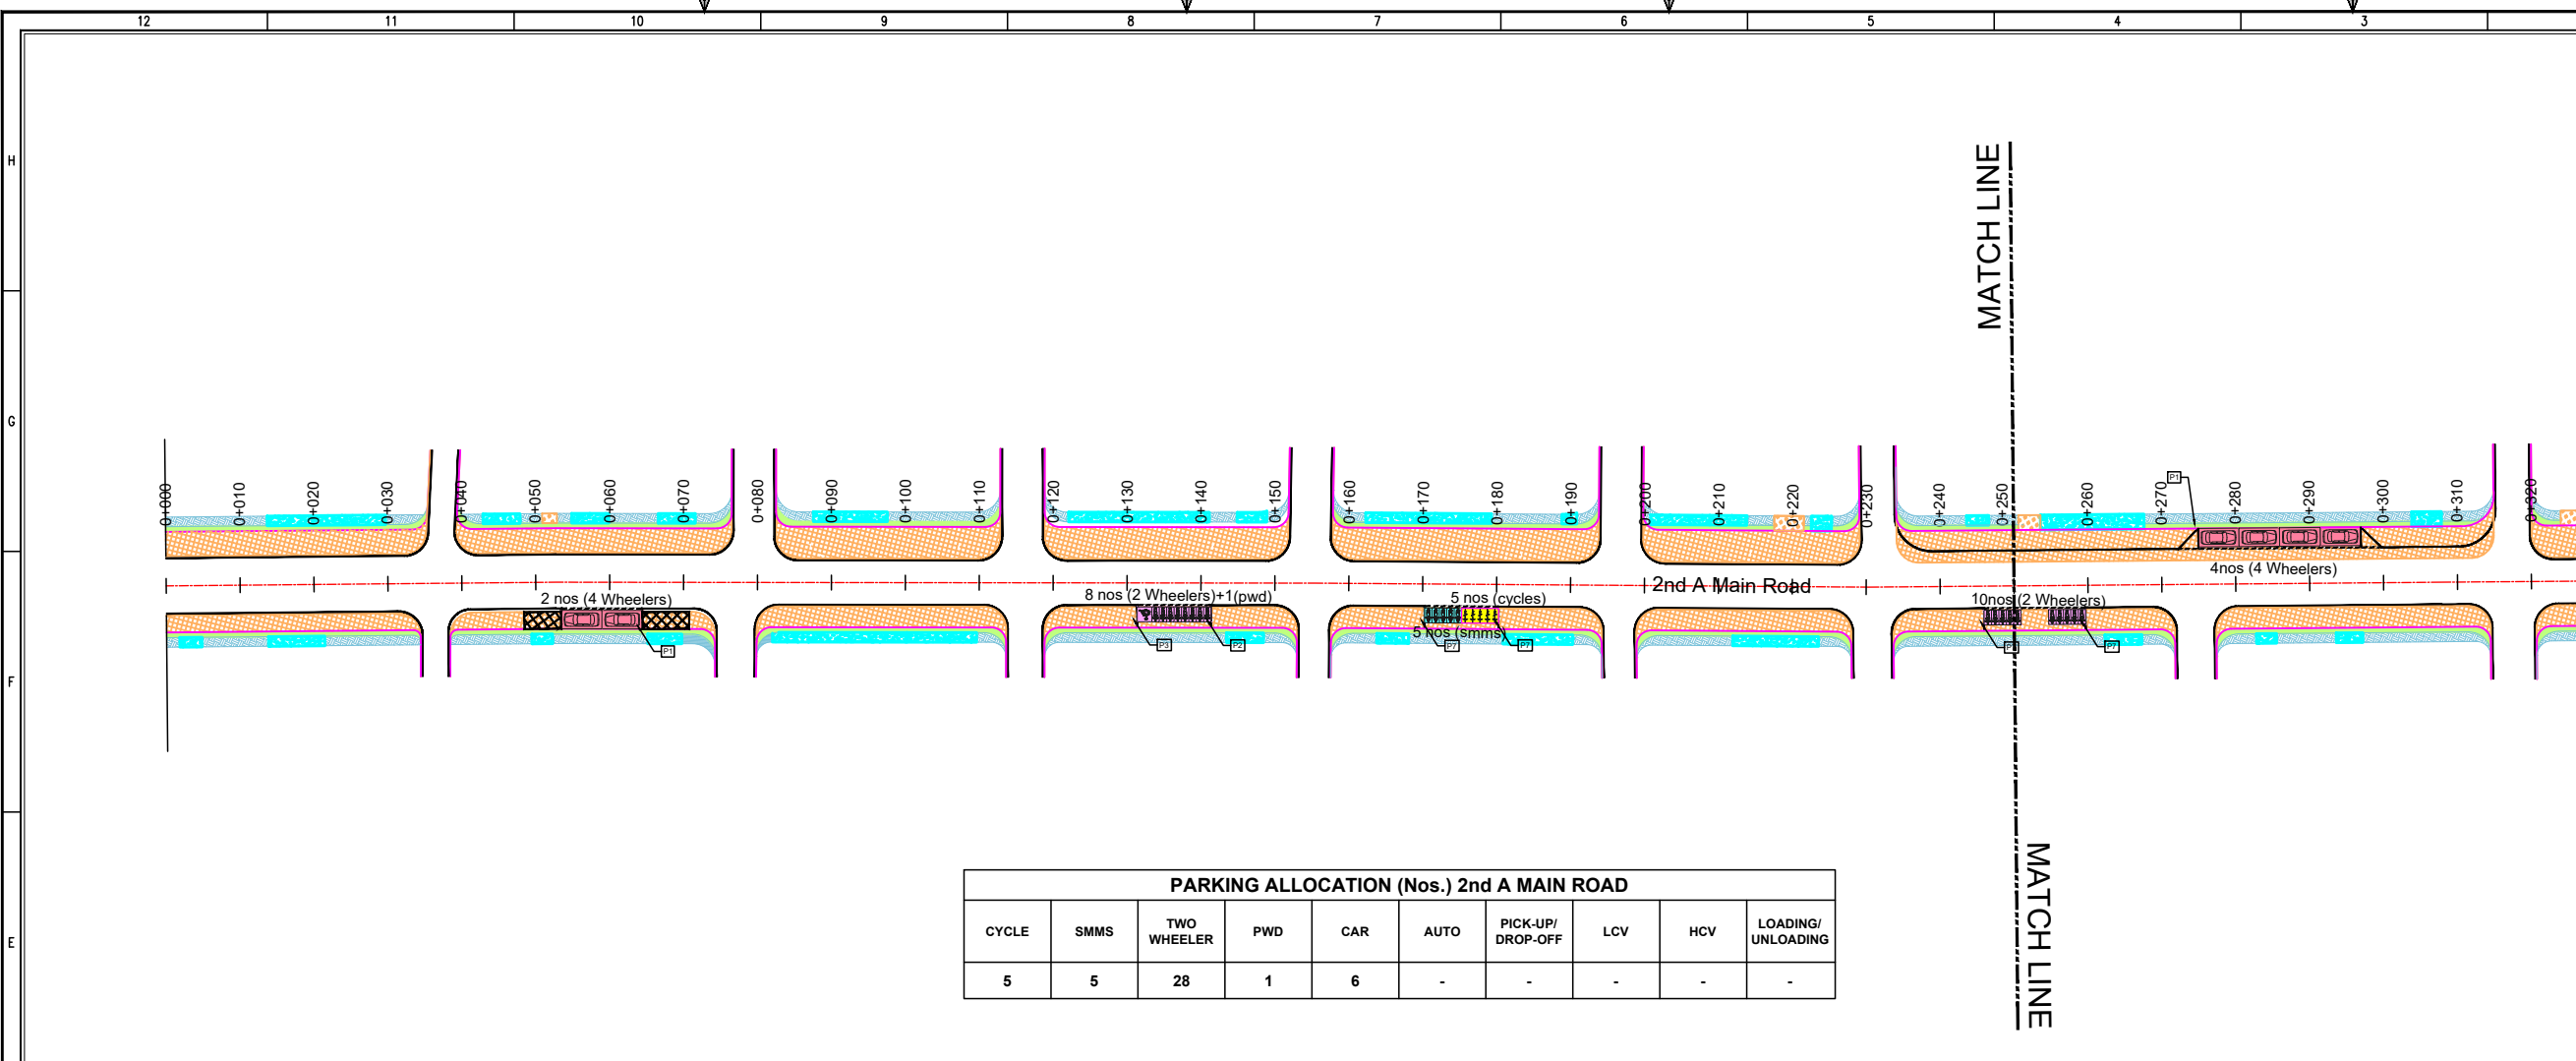 12 11 10 9 8 7 6 5 4 3
H
G
F
E
MATCH LINE
0+000 0+010 0+020 0+030 0+040 0+050 0+060 0+070 0+080 0+090 0+100 0+110 0+120 0+130 0+140 0+150 0+160 0+170 0+180 0+190 0+200 0+210 0+220 0+230 0+240 0+250 0+260 0+270 0+280 0+290 0+300 0+310 0+320
P1
4nos (4 Wheelers)
2nd A Main Road
2 nos (4 Wheelers)
8 nos (2 Wheelers)+1(pwd)
5 nos (cycles)
10nos (2 Wheelers)
5 nos (smms)
P1 P3 P2 P7 P7 P7
MATCH LINE
PARKING ALLOCATION (Nos.) 2nd A MAIN ROAD
CYCLE SMMS TWO WHEELER PWD CAR AUTO PICK-UP/ DROP-OFF LCV HCV LOADING/ UNLOADING
5 5 28 1 6 - - - - -